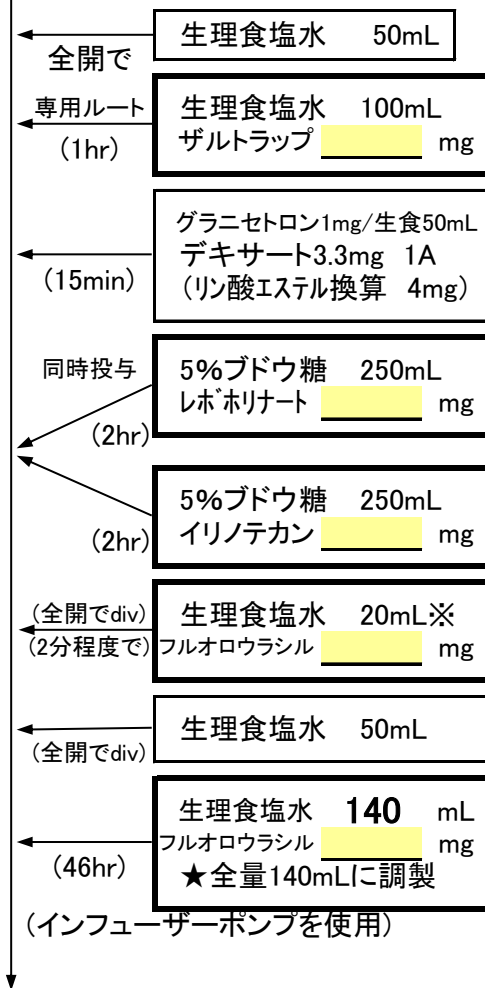 生理食塩水 50mL
全開で
専用ルート
(1hr)
生理食塩水 100mL
ザルトラップ mg
グラニセトロン1mg/生食50mL
デキサート3.3mg 1A
(リン酸エステル換算 4mg)
(15min)
同時投与
5%ブドウ糖 250mL
レボホリナート mg
(2hr)
5%ブドウ糖 250mL
イリノテカン mg
(2hr)
(全開でdiv)
(2分程度で)
生理食塩水 20mL※
フルオロウラシル mg
生理食塩水 50mL
(全開でdiv)
生理食塩水 140 mL
フルオロウラシル mg
★全量140mLに調製
(46hr)
(インフューザーポンプを使用)